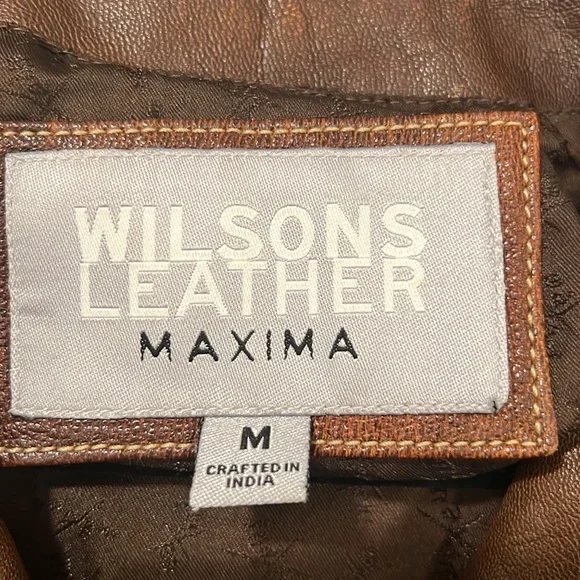 WILSONS
LEATHER
MAXIMA
M
CRAFTED IN
INDIA